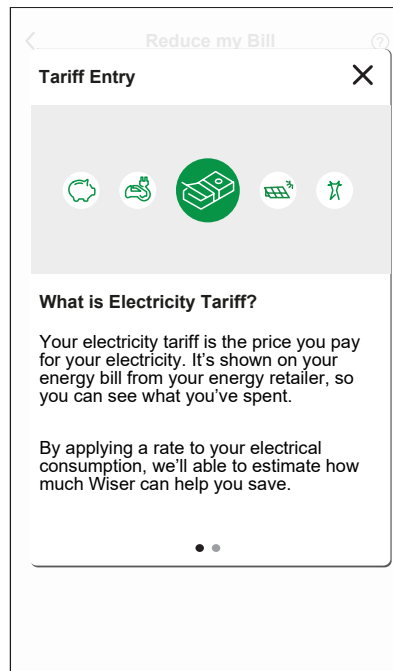 Reduce my Bill
Tariff Entry
What is Electricity Tariff?
Your electricity tariff is the price you pay
for your electricity. It’s shown on your
energy bill from your energy retailer, so
you can see what you’ve spent.
By applying a rate to your electrical
consumption, we’ll able to estimate how
much Wiser can help you save.